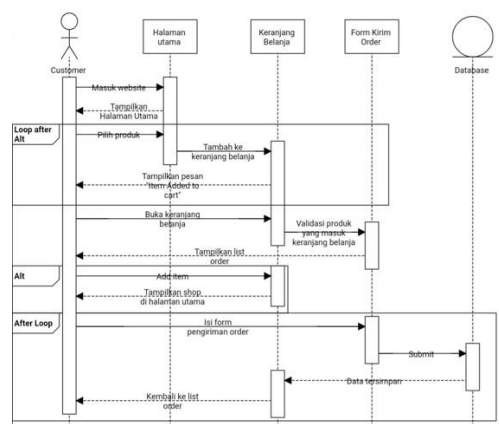 Halaman
utama
Keranjang
Belanja
Form Kirim
Order
Customer
Database
Masuk website
Tampilkan
Halaman Utama
Loop after
Alt
Pilih produk
Tambah ke
keranjang belanja
Tampilkan pesan
"Item Added to
cart"
Buka keranjang
belanja
Validasi produk
yang masuk
keranjang belanja
Tampilkan list
order
Alt
Add item
Tampilkan shop
di halaman utama
After Loop
Isi form
pengiriman order
Submit
Data tersimpan
Kembali ke list
order